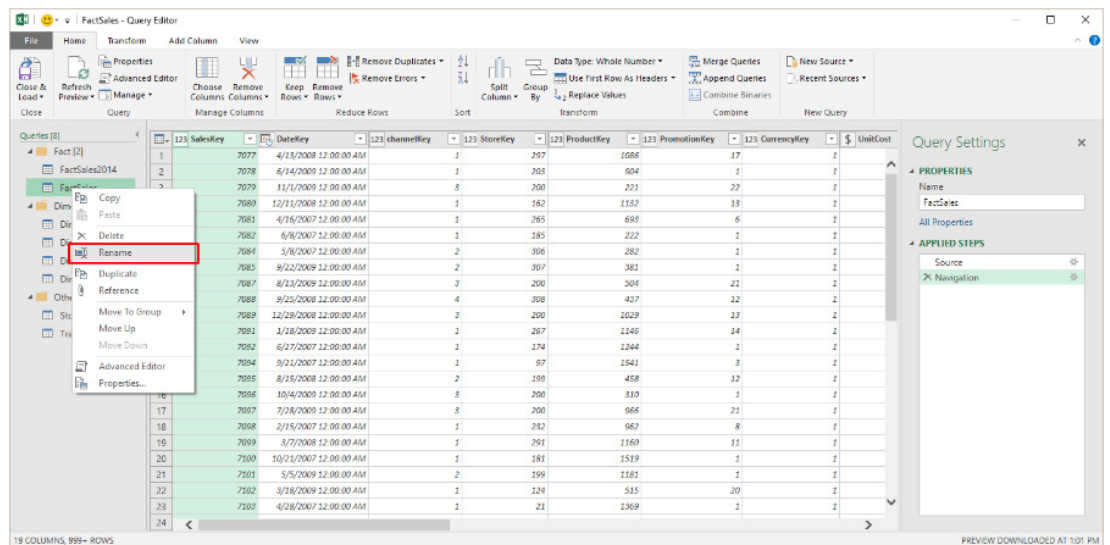 FactSales - Query Editor
File Home Transform Add Column View
Close & Load
Refresh Preview
Properties
Advanced Editor
Manage
Choose Columns
Remove Columns
Keep Rows
Remove Rows
Remove Duplicates
Remove Errors
Split Column
Group By
Data Type: Whole Number
Use First Row As Headers
Replace Values
Merge Queries
Append Queries
Combine Binaries
New Source
Recent Sources
Close Query Manage Columns Reduce Rows Sort Transform Combine New Query
Queries [8]
Fact [2]
FactSales2014
Copy
Paste
Delete
Rename
Duplicate
Reference
Move To Group
Move Up
Move Down
Advanced Editor
Properties...
123 SalesKey DateKey 123 channelKey 123 StoreKey 123 ProductKey 123 PromotionKey 123 CurrencyKey $ UnitCost
1 7077 4/13/2008 12:00:00 AM 1 297 1086 17 1
2 7078 6/14/2009 12:00:00 AM 1 203 904 1 1
7079 11/1/2009 12:00:00 AM 3 200 221 22 1
7080 12/11/2008 12:00:00 AM 1 162 1132 13 1
7081 4/16/2007 12:00:00 AM 1 265 693 6 1
7082 6/8/2007 12:00:00 AM 1 185 222 1 1
7084 5/8/2007 12:00:00 AM 2 306 282 1 1
7085 9/22/2009 12:00:00 AM 2 307 381 1 1
7087 8/13/2009 12:00:00 AM 3 200 504 21 1
7088 9/25/2008 12:00:00 AM 4 308 437 12 1
7089 12/29/2008 12:00:00 AM 3 200 1029 13 1
7091 1/18/2009 12:00:00 AM 1 267 1146 14 1
7092 6/27/2007 12:00:00 AM 1 174 1244 1 1
7094 9/21/2007 12:00:00 AM 1 97 1541 3 1
7095 8/15/2008 12:00:00 AM 2 199 458 12 1
16 7096 10/4/2009 12:00:00 AM 3 200 310 1 1
17 7097 7/28/2009 12:00:00 AM 3 200 966 21 1
18 7098 2/15/2007 12:00:00 AM 1 232 962 8 1
19 7099 3/7/2008 12:00:00 AM 1 291 1160 11 1
20 7100 10/21/2007 12:00:00 AM 1 181 1519 1 1
21 7101 5/5/2009 12:00:00 AM 2 199 1181 1 1
22 7102 3/18/2009 12:00:00 AM 1 124 515 20 1
23 7103 4/28/2007 12:00:00 AM 1 21 1369 1 1
24
Query Settings
PROPERTIES
Name
FactSales
All Properties
APPLIED STEPS
Source
Navigation
19 COLUMNS, 999+ ROWS
PREVIEW DOWNLOADED AT 1:01 PM